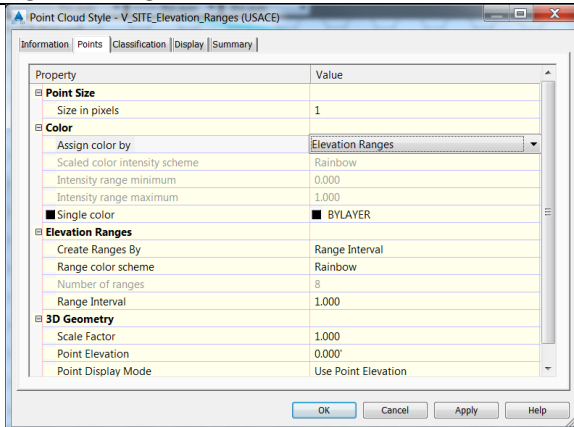 Point Cloud Style - V_SITE_Elevation_Ranges (USACE)
Information Points Classification Display Summary
Property Value
Point Size
Size in pixels 1
Color
Assign color by Elevation Ranges
Scaled color intensity scheme Rainbow
Intensity range minimum 0.000
Intensity range maximum 1.000
Single color BYLAYER
Elevation Ranges
Create Ranges By Range Interval
Range color scheme Rainbow
Number of ranges 8
Range Interval 1.000
3D Geometry
Scale Factor 1.000
Point Elevation 0.000'
Point Display Mode Use Point Elevation
OK Cancel Apply Help